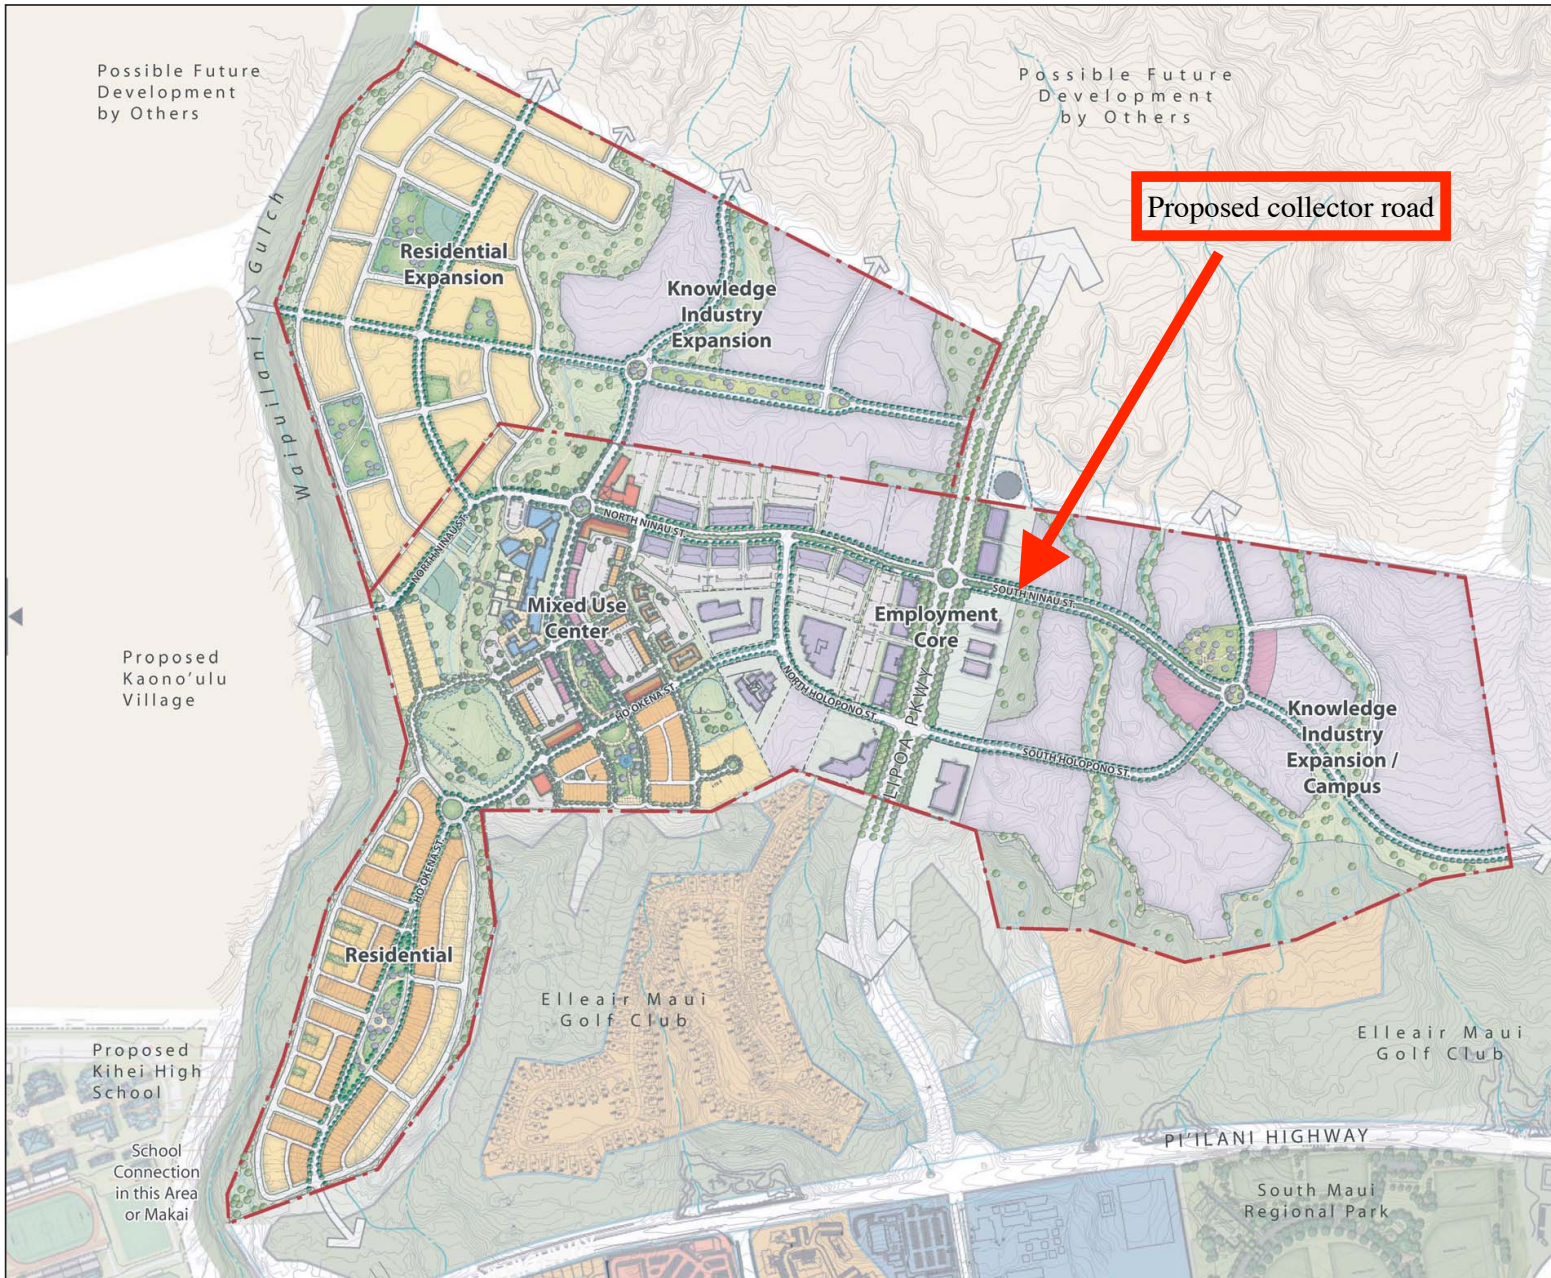 Possible Future
Development
by Others
Possible Future
Development
by Others
Proposed collector road
Waipuilani Gulch
Residential
Expansion
Knowledge
Industry
Expansion
NORTH NINAU ST.
NORTH NINAU ST.
SOUTH NINAU ST.
Mixed Use
Center
Employment
Core
Proposed
Kaono'ulu
Village
HO'OKENA ST.
NORTH HOLOPONO ST.
LIPOA PKWY
SOUTH HOLOPONO ST.
Knowledge
Industry
Expansion /
Campus
HO'OKENA ST.
Residential
Elleair Maui
Golf Club
Elleair Maui
Golf Club
Proposed
Kihei High
School
School
Connection
in this Area
or Makai
PI'ILANI HIGHWAY
South Maui
Regional Park